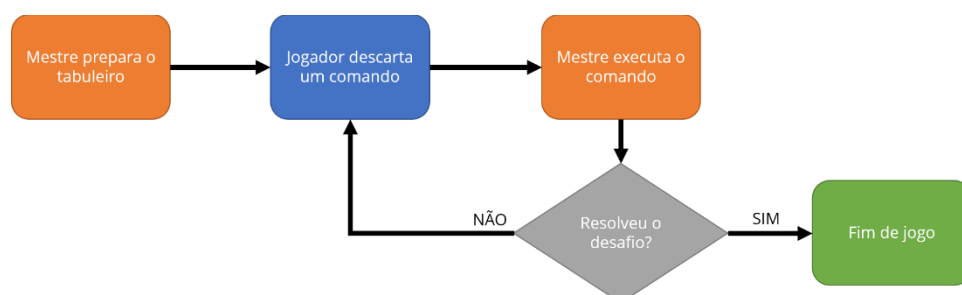 Mestre prepara o
tabuleiro
Jogador descarta
um comando
Mestre executa o
comando
NÃO
Resolveu o
desafio?
SIM
Fim de jogo